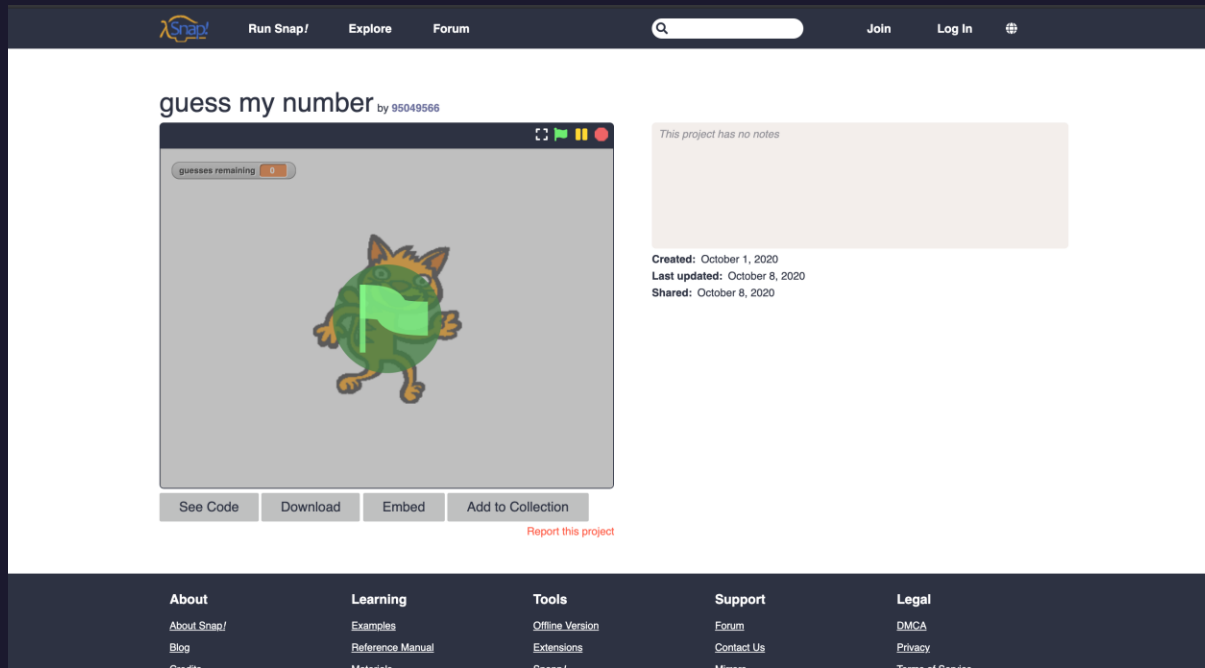 Snap!
Run Snap!
Explore
Forum
Join
Log In
guess my number by 95049566
guesses remaining 0
This project has no notes
Created: October 1, 2020
Last updated: October 8, 2020
Shared: October 8, 2020
See Code
Download
Embed
Add to Collection
Report this project
About
Learning
Tools
Support
Legal
About Snap!
Examples
Offline Version
Forum
DMCA
Blog
Reference Manual
Extensions
Contact Us
Privacy